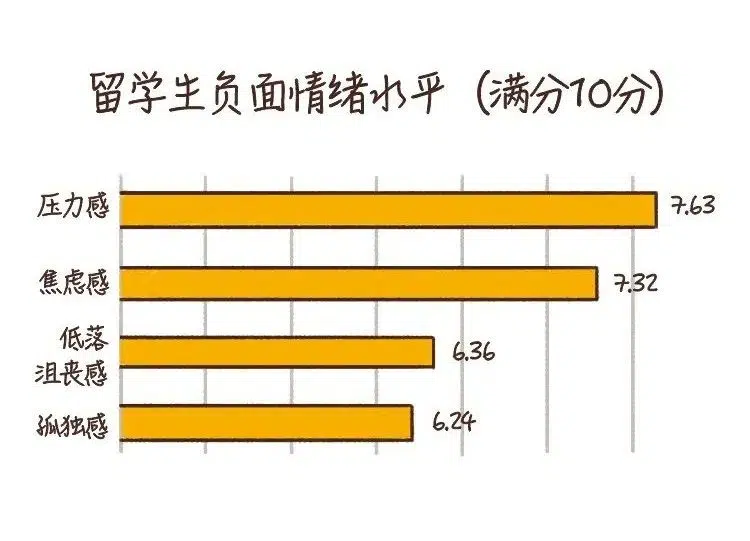 留学生负面情绪水平（满分10分）
压力感
7.63
焦虑感
7.32
低落
沮丧感
6.36
孤独感
6.24